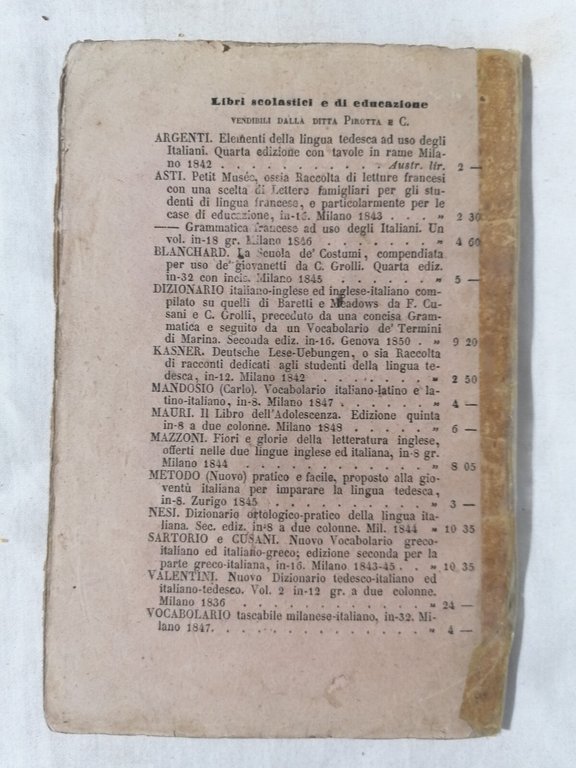 Libri scolastici e di educazione
VENDIBILI DALLA DITTA PIROTTA E C.
ARGENTI. Elementi della lingua tedesca ad uso degli
Italiani. Quarta edizione con tavole in rame Mila-
no 1842 . . . . . . . . . . Austr. lir. 2 —
ASTI. Petit Musée, ossia Raccolta di letture francesi
con una scelta di Lettere famigliari per gli stu-
denti di lingua francese, e particolarmente per le
case di educazione, in-16. Milano 1843 . . . » 2 30
—— Grammatica francese ad uso degli Italiani. Un
vol. in-18 gr. Milano 1846 . . . . . . . . » 4 60
BLANCHARD. La Scuola de' Costumi, compendiata
per uso de' giovanetti da C. Grolli. Quarta ediz.
in-32 con incis. Milano 1845 . . . . . . . » 5 —
DIZIONARIO italiano-inglese ed inglese-italiano com-
pilato su quelli di Baretti e Meadows da F. Cu-
sani e C. Grolli, preceduto da una concisa Gram-
matica e seguito da un Vocabolario de' Termini
di Marina. Seconda ediz. in-16. Genova 1850 . » 9 20
KASNER. Deutsche Lese-Uebungen, o sia Raccolta
di racconti dedicati agli studenti della lingua te-
desca, in-12. Milano 1842 . . . . . . . . » 2 50
MANDOSIO (Carlo). Vocabolario italiano-latino e la-
tino-italiano, in-8. Milano 1847 . . . . . . » 4 —
MAURI. Il Libro dell'Adolescenza. Edizione quinta
in-8 a due colonne. Milano 1848 . . . . . . » 6 —
MAZZONI. Fiori e glorie della letteratura inglese,
offerti nelle due lingue inglese ed italiana, in-8 gr.
Milano 1844 . . . . . . . . . . . . . » 8 05
METODO (Nuovo) pratico e facile, proposto alla gio-
ventù italiana per imparare la lingua tedesca,
in-8. Zurigo 1845 . . . . . . . . . . . » 3 —
NESI. Dizionario ortologico-pratico della lingua ita-
liana. Sec. ediz. in-8 a due colonne. Mil. 1844 » 10 35
SARTORIO e CUSANI. Nuovo Vocabolario greco-
italiano ed italiano-greco; edizione seconda per la
parte greco-italiana, in-16. Milano 1843-45 . . » 10 35
VALENTINI. Nuovo Dizionario tedesco-italiano ed
italiano-tedesco. Vol. 2 in-12 gr. a due colonne.
Milano 1836 . . . . . . . . . . . . . » 24 —
VOCABOLARIO tascabile milanese-italiano, in-32. Mi-
lano 1847. . . . . . . . . . . . . . » 4 —